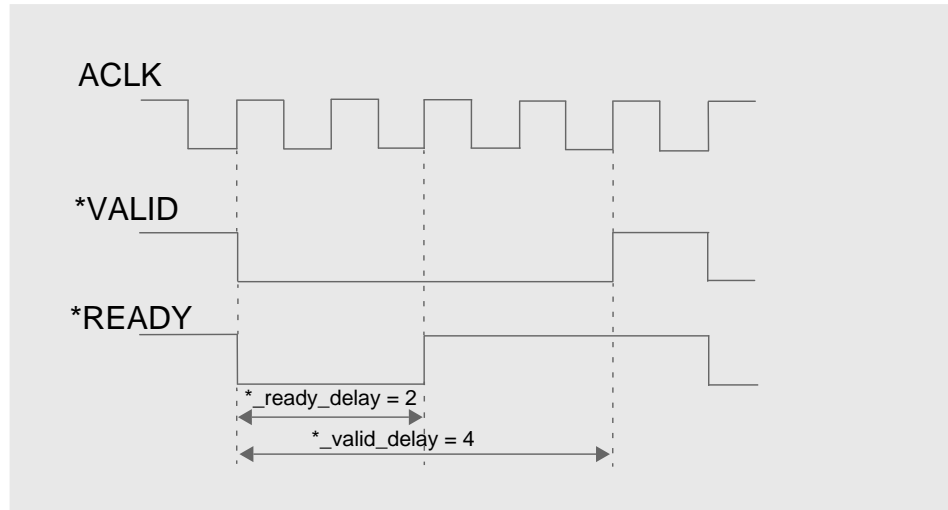 ACLK
*VALID
*READY
*_ready_delay = 2
*_valid_delay = 4